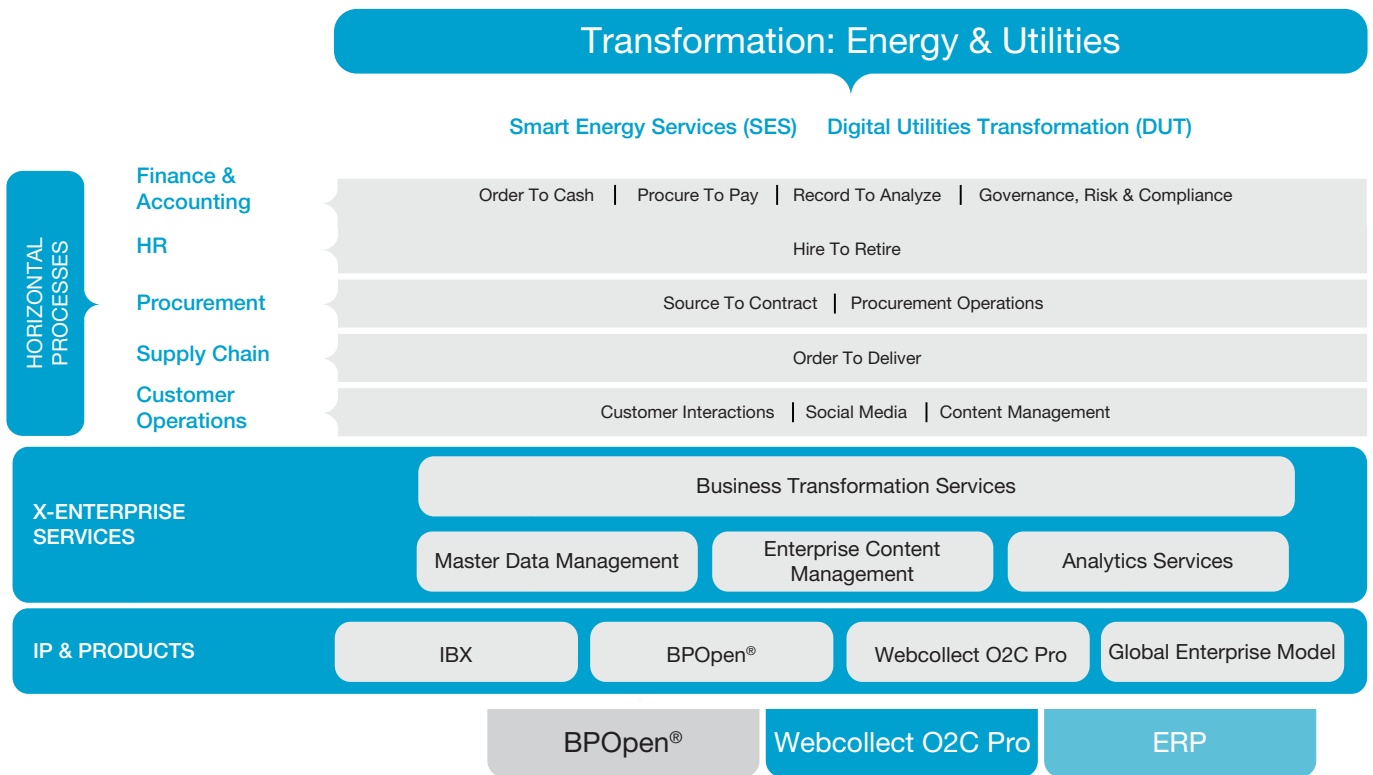 Transformation: Energy & Utilities
Smart Energy Services (SES) Digital Utilities Transformation (DUT)
HORIZONTAL
PROCESSES
Finance &
Accounting
Order To Cash | Procure To Pay | Record To Analyze | Governance, Risk & Compliance
HR
Hire To Retire
Procurement
Source To Contract | Procurement Operations
Supply Chain
Order To Deliver
Customer
Operations
Customer Interactions | Social Media | Content Management
X-ENTERPRISE
SERVICES
Business Transformation Services
Master Data Management
Enterprise Content
Management
Analytics Services
IP & PRODUCTS
IBX
BPOpen®
Webcollect O2C Pro
Global Enterprise Model
BPOpen®
Webcollect O2C Pro
ERP